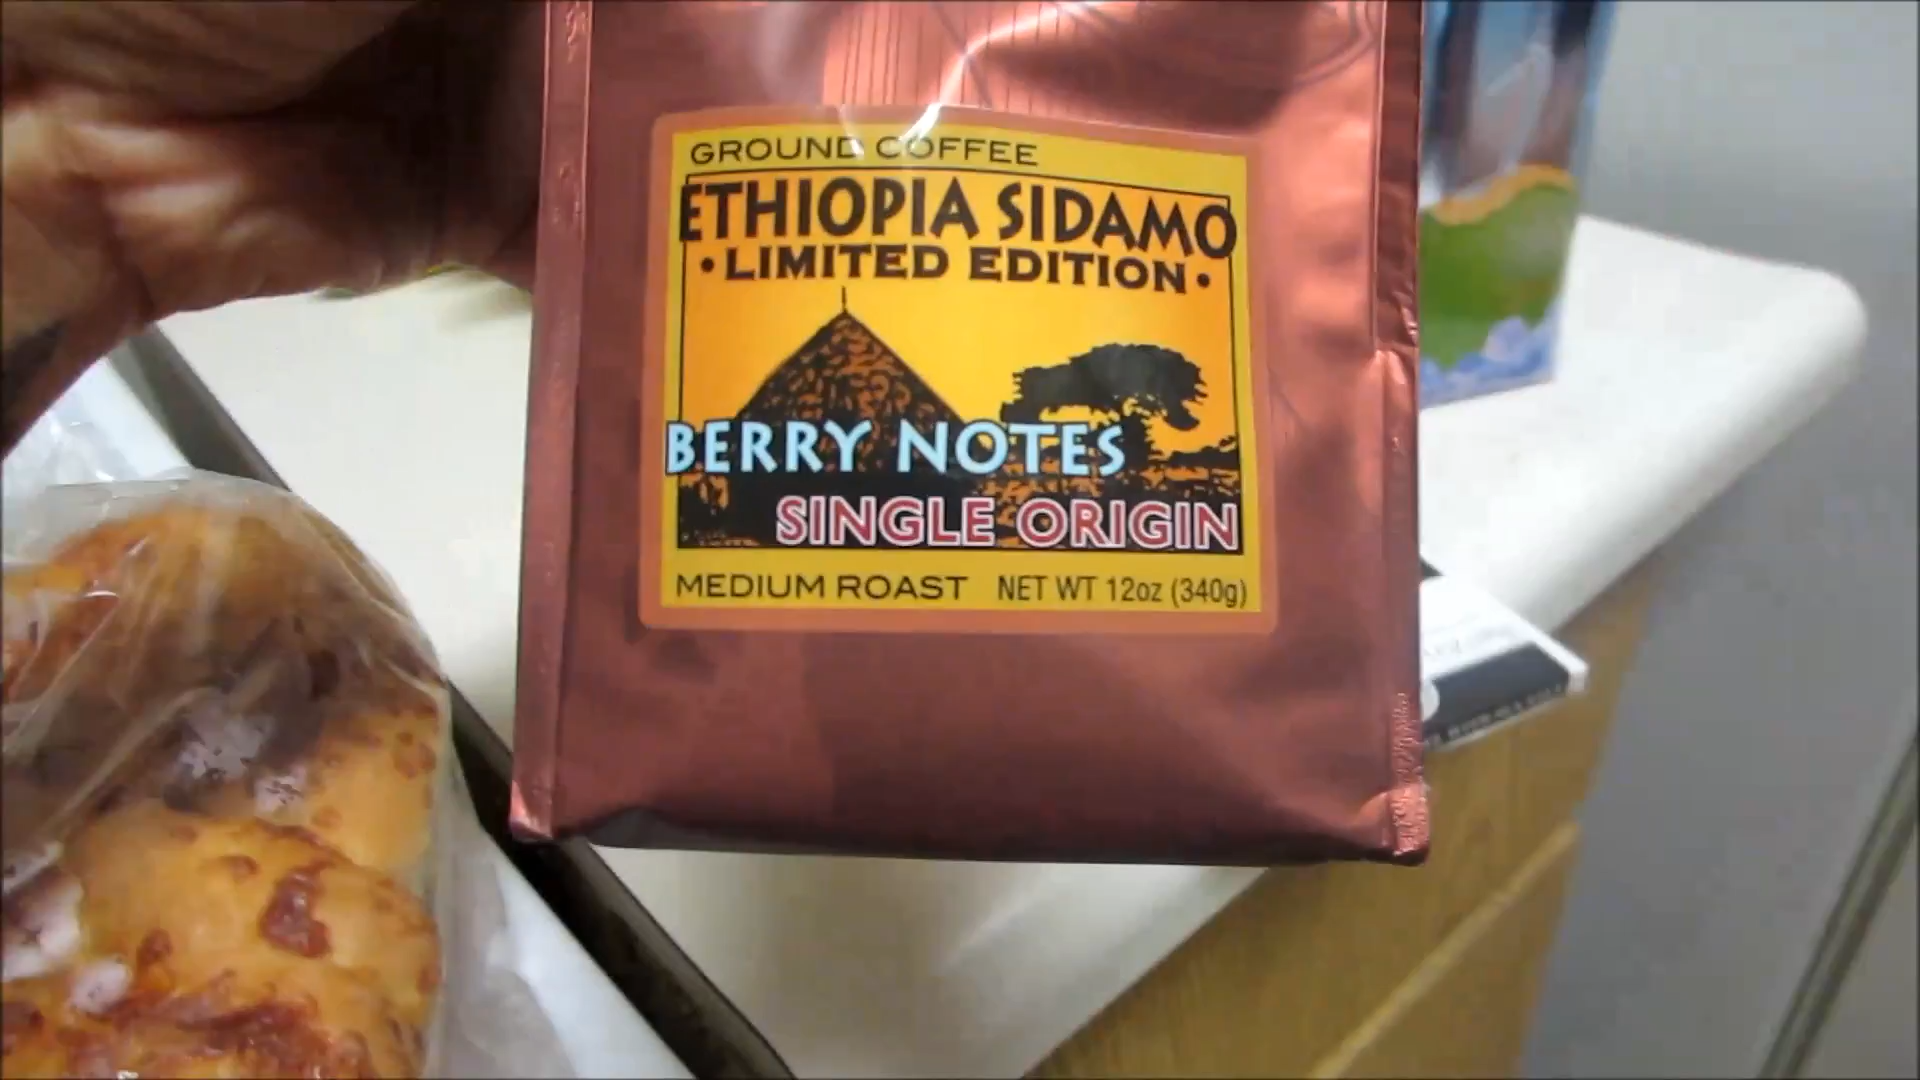 GROUND COFFEE
ETHIOPIA SIDAMO
• LIMITED EDITION •
BERRY NOTES
SINGLE ORIGIN
MEDIUM ROAST NET WT 12oz (340g)